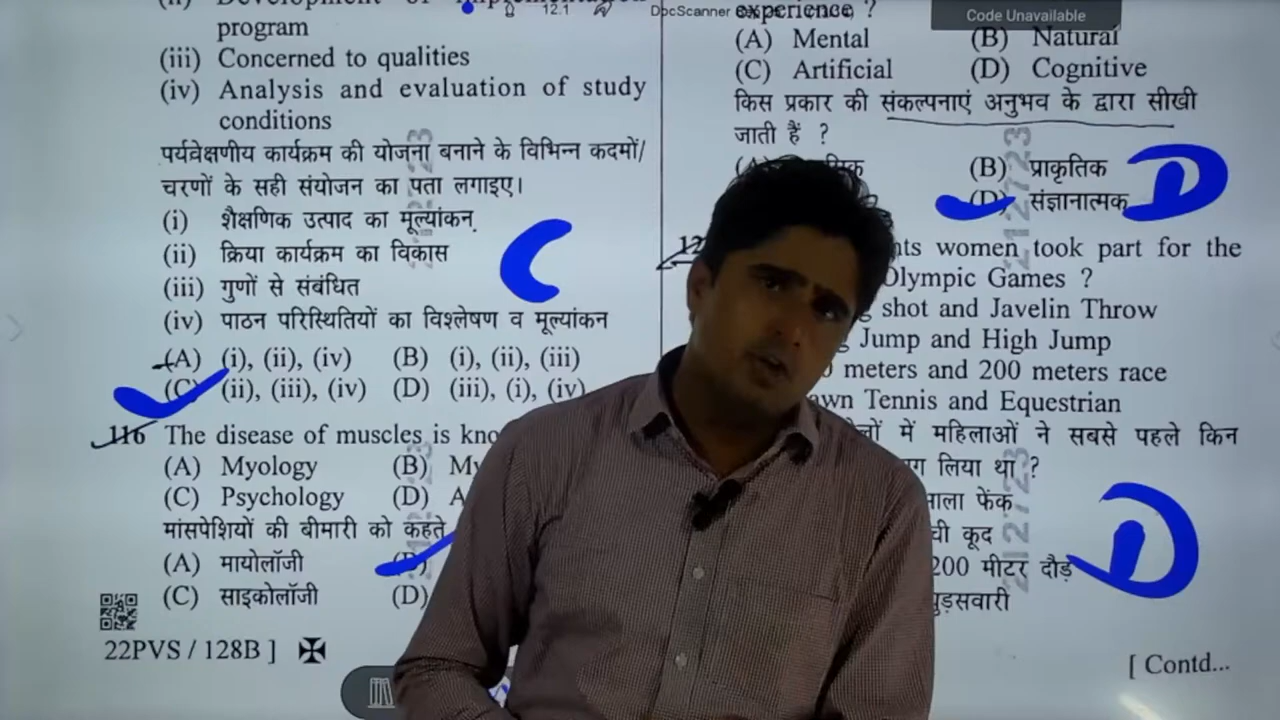 program
(iii) Concerned to qualities
(iv) Analysis and evaluation of study
conditions
पर्यवेक्षणीय कार्यक्रम की योजना बनाने के विभिन्न कदमों/
चरणों के सही संयोजन का पता लगाइए।
(i) शैक्षणिक उत्पाद का मूल्यांकन
(ii) क्रिया कार्यक्रम का विकास
(iii) गुणों से संबंधित
(iv) पाठन परिस्थितियों का विश्लेषण व मूल्यांकन
(A) (i), (ii), (iv) (B) (i), (ii), (iii)
(C) (ii), (iii), (iv) (D) (iii), (i), (iv)
C
116 The disease of muscles is
(A) Myology (B)
(C) Psychology (D)
मांसपेशियों की बीमारी को कहते
(A) मायोलॉजी (B)
(C) साइकोलॉजी (D)
22PVS / 128B ]
12.1
DocScanner
Code Unavailable
experience ?
(A) Mental (B) Natural
(C) Artificial (D) Cognitive
किस प्रकार की संकल्पनाएं अनुभव के द्वारा सीखी
जाती हैं ?
(A) (B) प्राकृतिक
(D) संज्ञानात्मक
D
women took part for the
Olympic Games ?
shot and Javelin Throw
Jump and High Jump
meters and 200 meters race
Tennis and Equestrian
में महिलाओं ने सबसे पहले किन
लिया था ?
फेंक
कूद
200 मीटर दौड़
D
[ Contd...